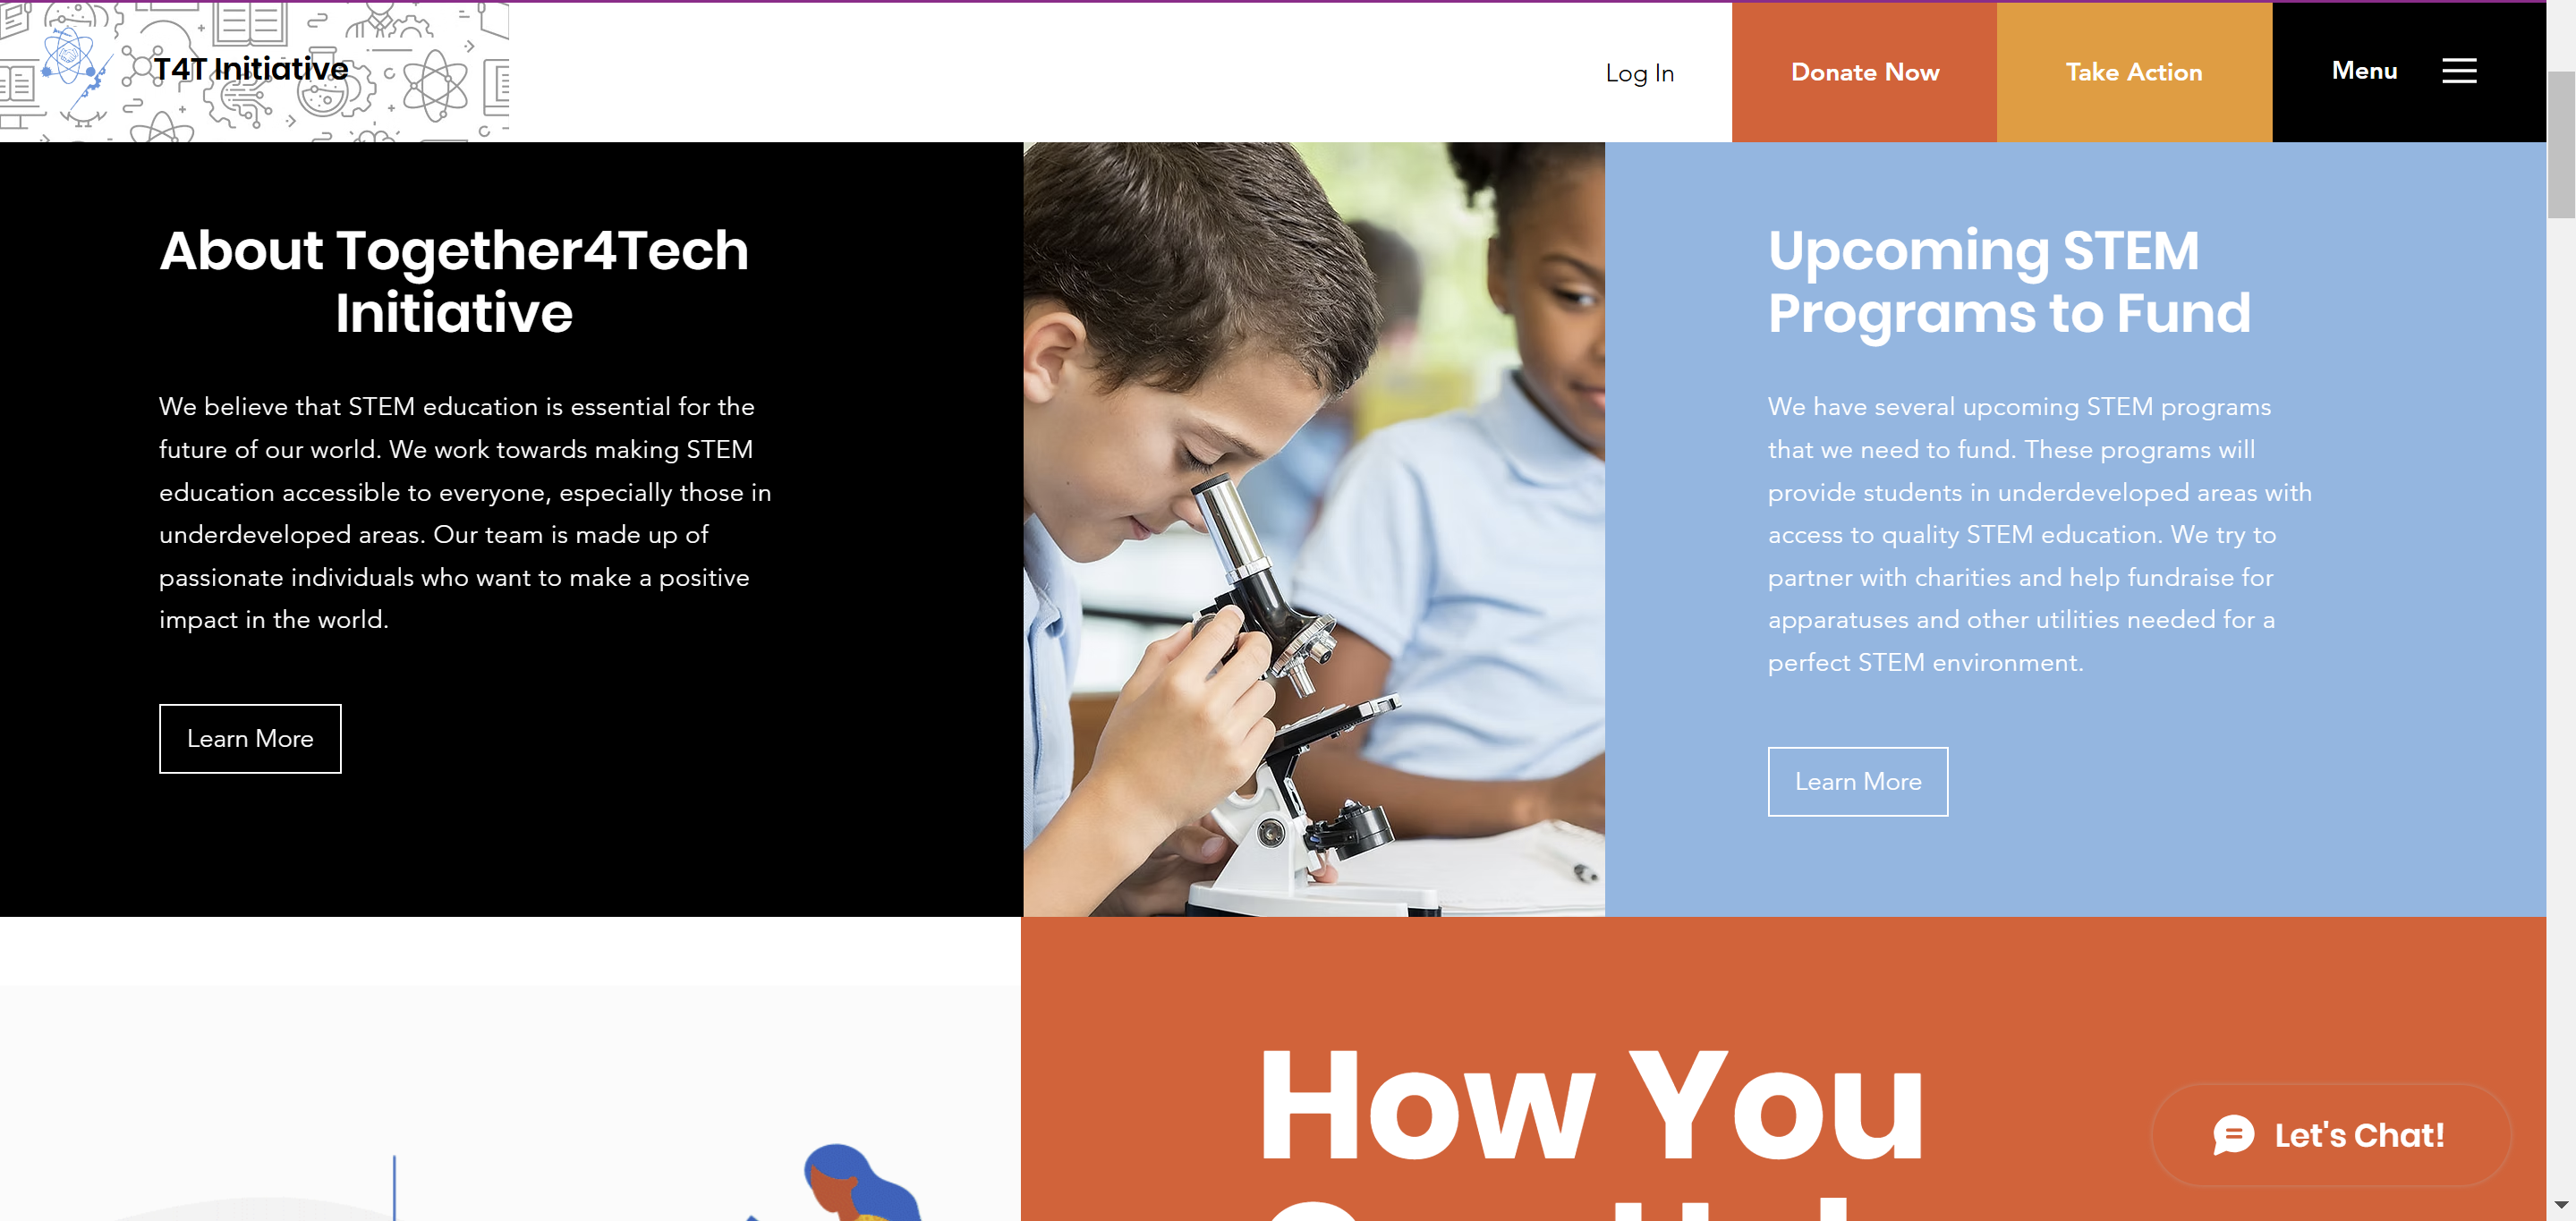 T4T Initiative
Log In
Donate Now
Take Action
Menu
About Together4Tech
Initiative
We believe that STEM education is essential for the
future of our world. We work towards making STEM
education accessible to everyone, especially those in
underdeveloped areas. Our team is made up of
passionate individuals who want to make a positive
impact in the world.
Learn More
Upcoming STEM
Programs to Fund
We have several upcoming STEM programs
that we need to fund. These programs will
provide students in underdeveloped areas with
access to quality STEM education. We try to
partner with charities and help fundraise for
apparatuses and other utilities needed for a
perfect STEM environment.
Learn More
How You
Let's Chat!